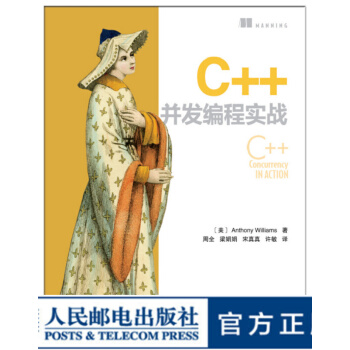 MANNING
C++
并发编程实战
C++
Concurrency
IN ACTION
［美］Anthony Williams 著
周全 梁娟娟 宋真真 许敏 译
人民邮电出版社
POSTS & TELECOM PRESS
官方正